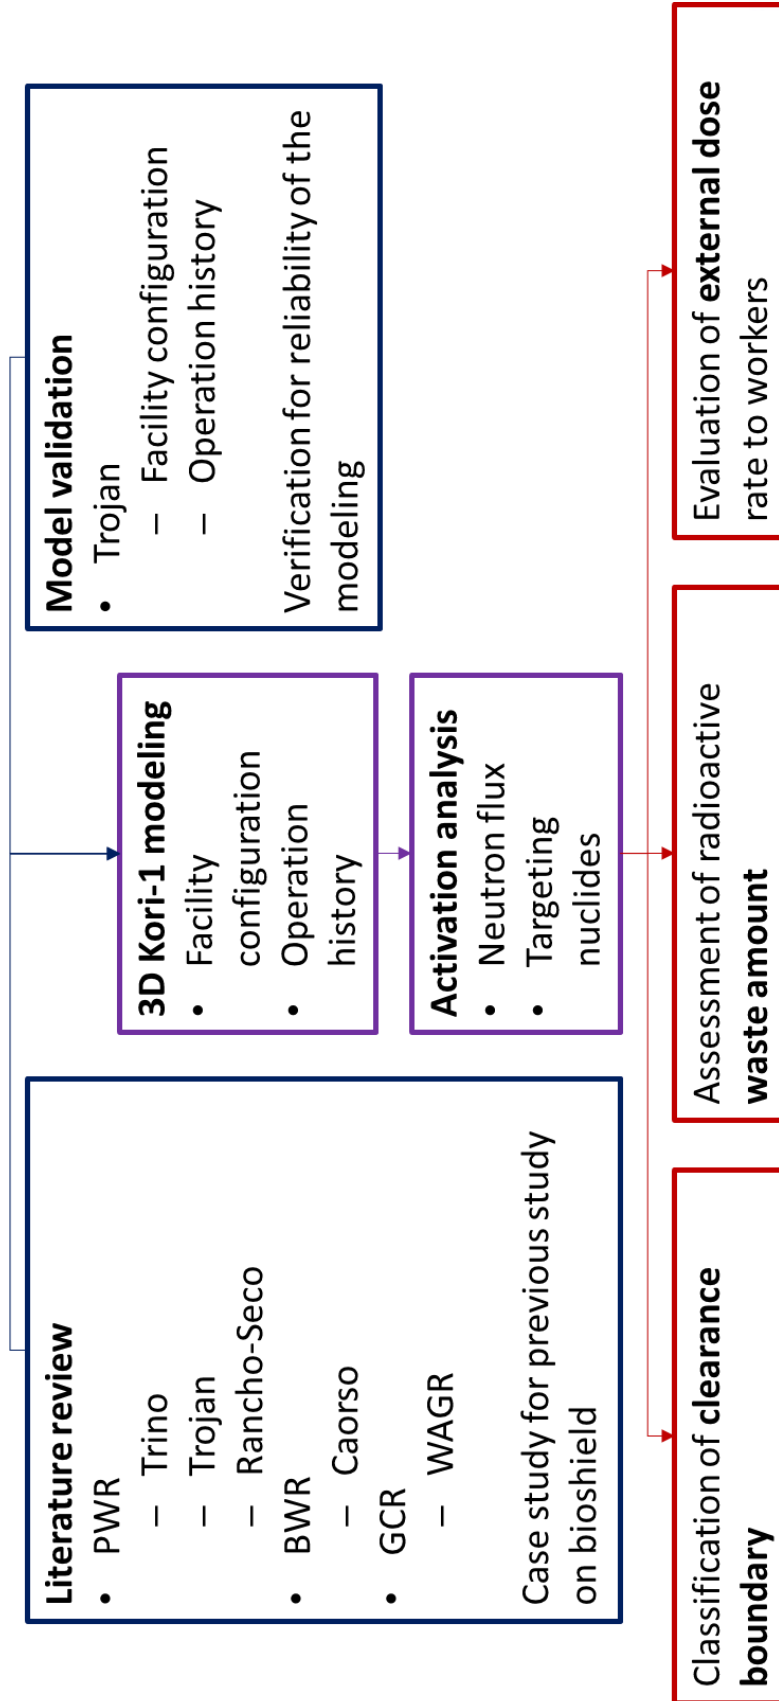 Literature review
• PWR
– Trino
– Trojan
– Rancho-Seco
• BWR
– Caorso
• GCR
– WAGR
Case study for previous study
on bioshield
3D Kori-1 modeling
• Facility
configuration
• Operation
history
Activation analysis
• Neutron flux
• Targeting
nuclides
Model validation
• Trojan
– Facility configuration
– Operation history
Verification for reliability of the
modeling
Classification of clearance
boundary
Assessment of radioactive
waste amount
Evaluation of external dose
rate to workers